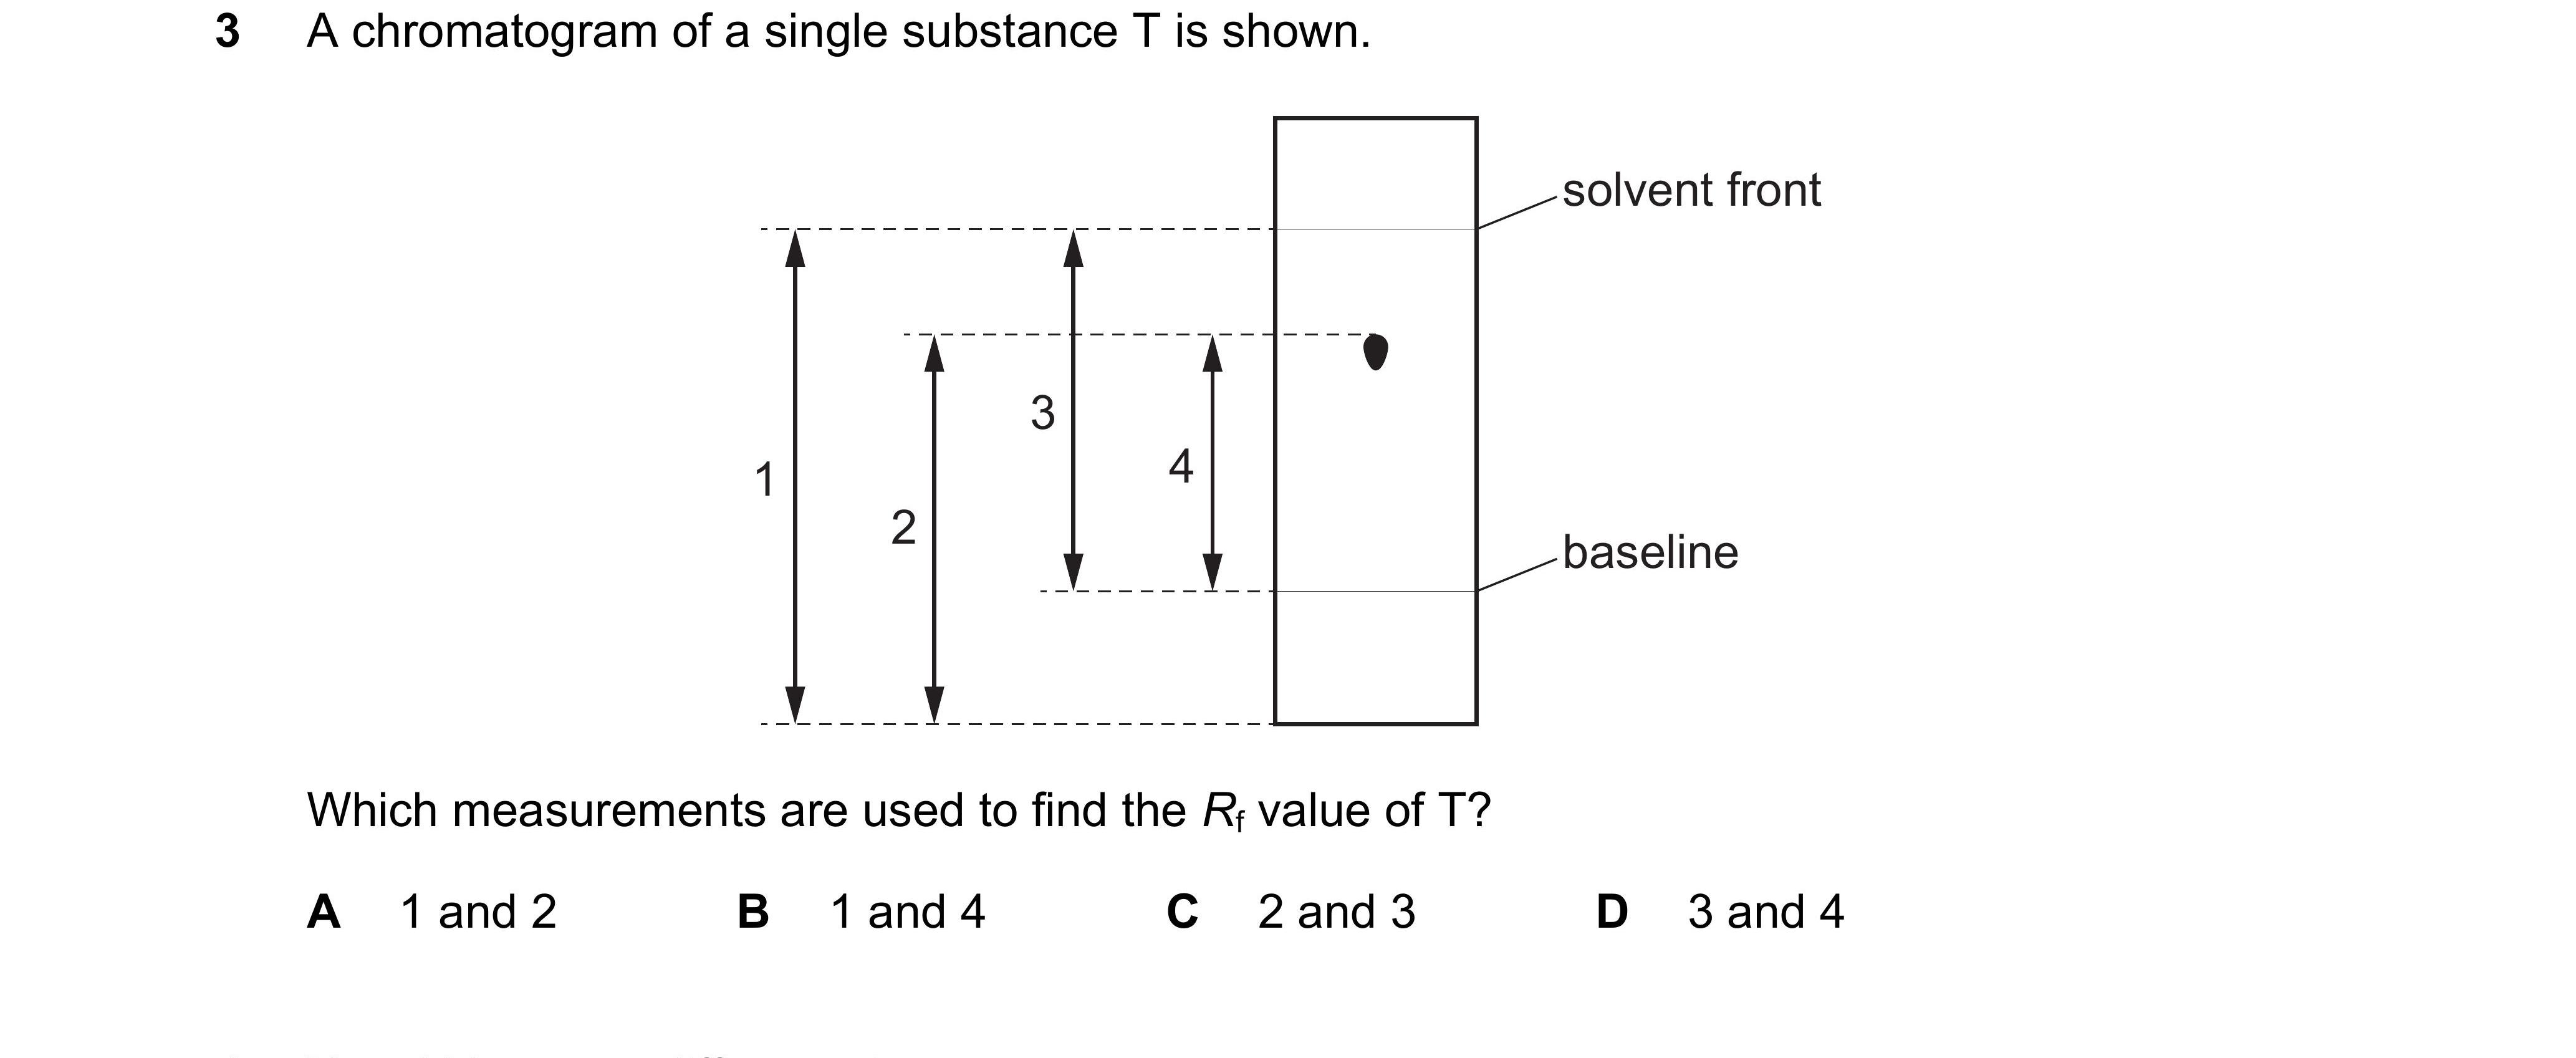 3 A chromatogram of a single substance T is shown.
solvent front
3
4
1
2
baseline
Which measurements are used to find the Rf value of T?
A 1 and 2 B 1 and 4 C 2 and 3 D 3 and 4